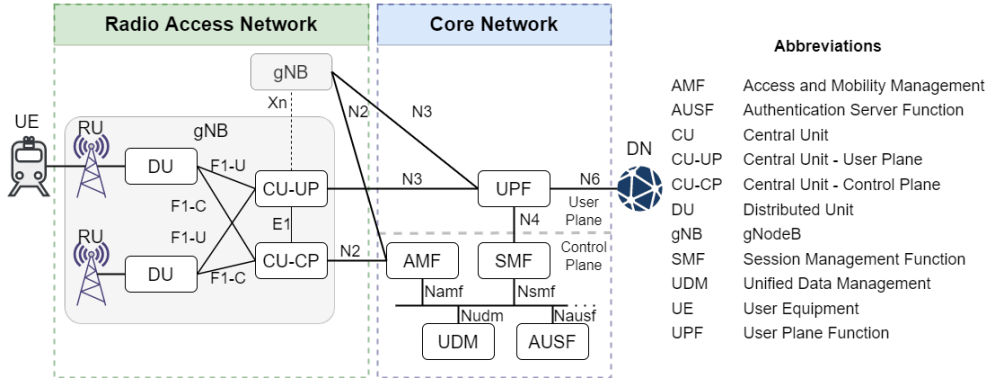 Radio Access Network
Core Network
Abbreviations
gNB
Xn
N2
N3
UE
RU
gNB
DU
F1-U
F1-C
CU-UP
N3
UPF
N6
User
Plane
DN
E1
N4
RU
DU
F1-U
F1-C
CU-CP
N2
AMF
SMF
Control
Plane
Namf
Nsmf
Nudm
Nausf
UDM
AUSF
AMF Access and Mobility Management
AUSF Authentication Server Function
CU Central Unit
CU-UP Central Unit - User Plane
CU-CP Central Unit - Control Plane
DU Distributed Unit
gNB gNodeB
SMF Session Management Function
UDM Unified Data Management
UE User Equipment
UPF User Plane Function